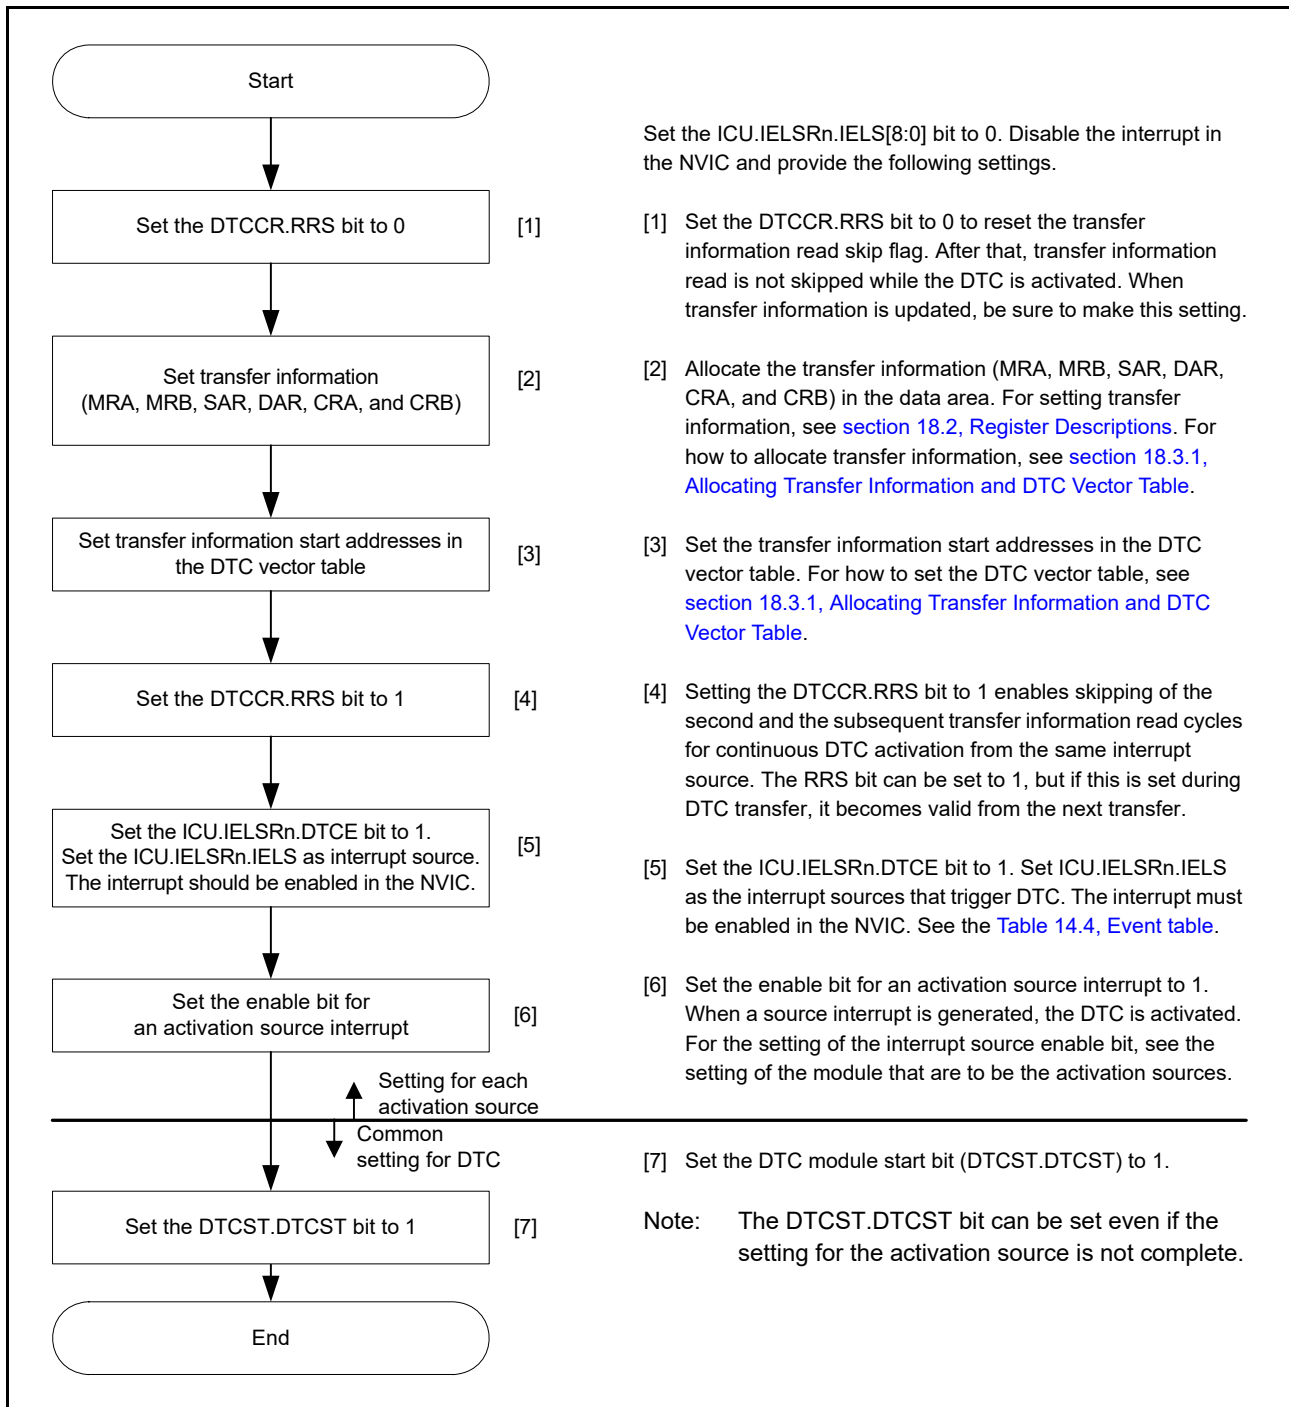 Start
Set the DTCCR.RRS bit to 0
[1]
Set transfer information
(MRA, MRB, SAR, DAR, CRA, and CRB)
[2]
Set transfer information start addresses in
the DTC vector table
[3]
Set the DTCCR.RRS bit to 1
[4]
Set the ICU.IELSRn.DTCE bit to 1.
Set the ICU.IELSRn.IELS as interrupt source.
The interrupt should be enabled in the NVIC.
[5]
Set the enable bit for
an activation source interrupt
[6]
Setting for each
activation source
Common
setting for DTC
Set the DTCST.DTCST bit to 1
[7]
End
Set the ICU.IELSRn.IELS[8:0] bit to 0. Disable the interrupt in
the NVIC and provide the following settings.
[1] Set the DTCCR.RRS bit to 0 to reset the transfer
information read skip flag. After that, transfer information
read is not skipped while the DTC is activated. When
transfer information is updated, be sure to make this setting.
[2] Allocate the transfer information (MRA, MRB, SAR, DAR,
CRA, and CRB) in the data area. For setting transfer
information, see section 18.2, Register Descriptions. For
how to allocate transfer information, see section 18.3.1,
Allocating Transfer Information and DTC Vector Table.
[3] Set the transfer information start addresses in the DTC
vector table. For how to set the DTC vector table, see
section 18.3.1, Allocating Transfer Information and DTC
Vector Table.
[4] Setting the DTCCR.RRS bit to 1 enables skipping of the
second and the subsequent transfer information read cycles
for continuous DTC activation from the same interrupt
source. The RRS bit can be set to 1, but if this is set during
DTC transfer, it becomes valid from the next transfer.
[5] Set the ICU.IELSRn.DTCE bit to 1. Set ICU.IELSRn.IELS
as the interrupt sources that trigger DTC. The interrupt must
be enabled in the NVIC. See the Table 14.4, Event table.
[6] Set the enable bit for an activation source interrupt to 1.
When a source interrupt is generated, the DTC is activated.
For the setting of the interrupt source enable bit, see the
setting of the module that are to be the activation sources.
[7] Set the DTC module start bit (DTCST.DTCST) to 1.
Note: The DTCST.DTCST bit can be set even if the
setting for the activation source is not complete.